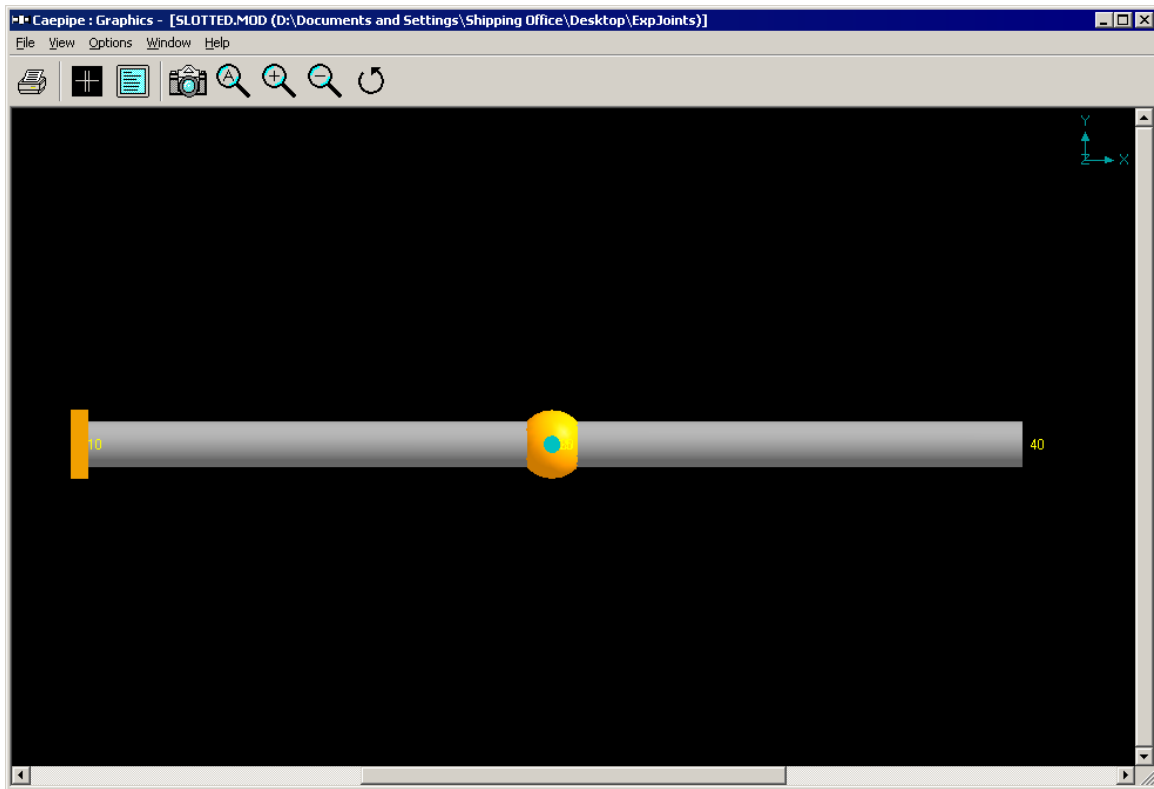 Caepipe : Graphics - [SLOTTED.MOD (D:\Documents and Settings\Shipping Office\Desktop\ExpJoints)]
File View Options Window Help
A
Y
Z X
10
40